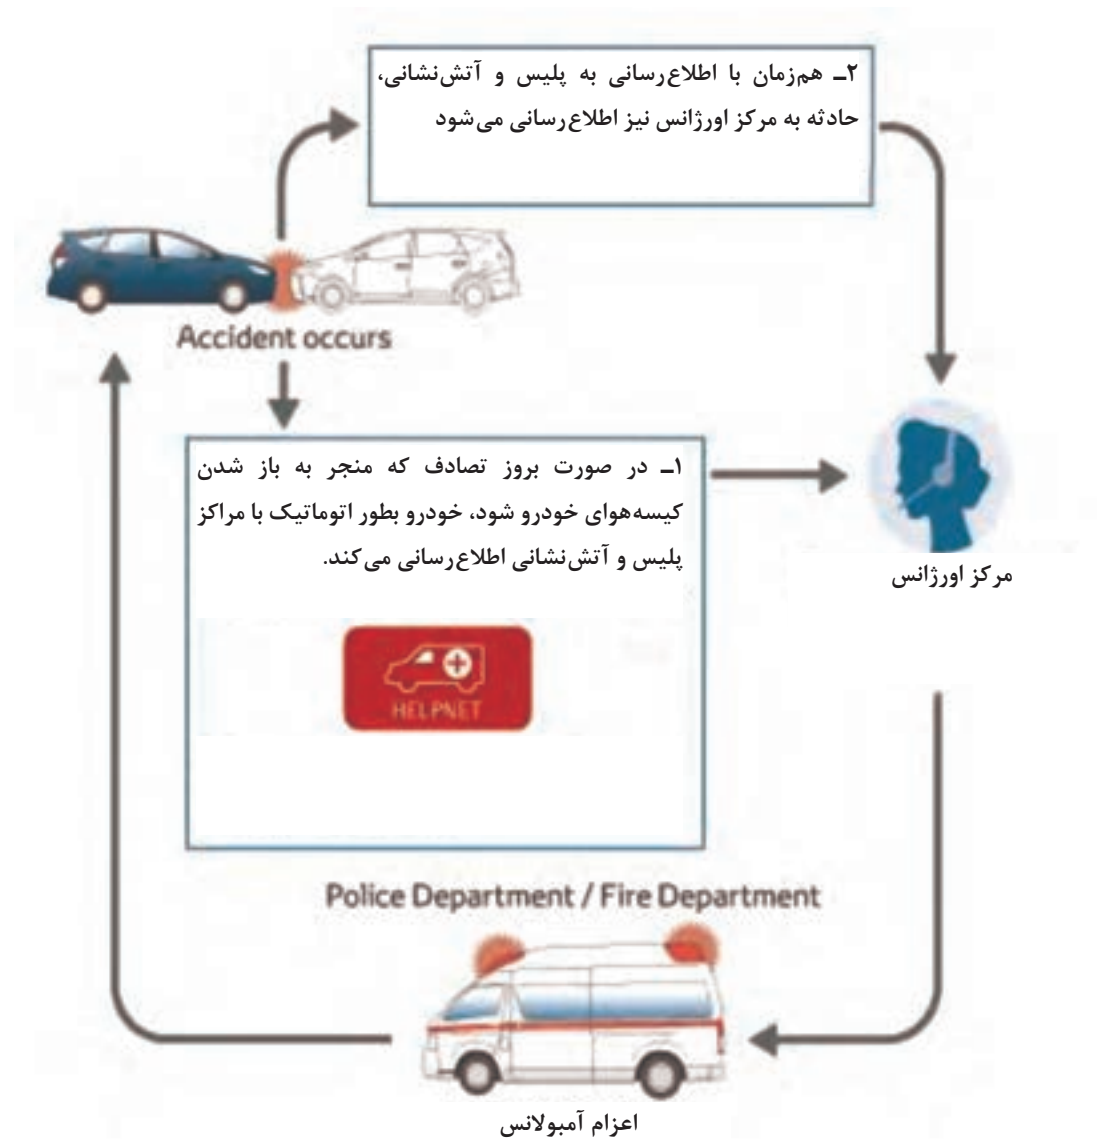 ۲ـ هم‌زمان با اطلاع‌رسانی به پلیس و آتش‌نشانی،
حادثه به مرکز اورژانس نیز اطلاع‌رسانی می‌شود
Accident occurs
۱ـ در صورت بروز تصادف که منجر به باز شدن
کیسه‌هوای خودرو شود، خودرو بطور اتوماتیک با مراکز
پلیس و آتش‌نشانی اطلاع‌رسانی می‌کند.
HELPNET
مرکز اورژانس
Police Department / Fire Department
اعزام آمبولانس